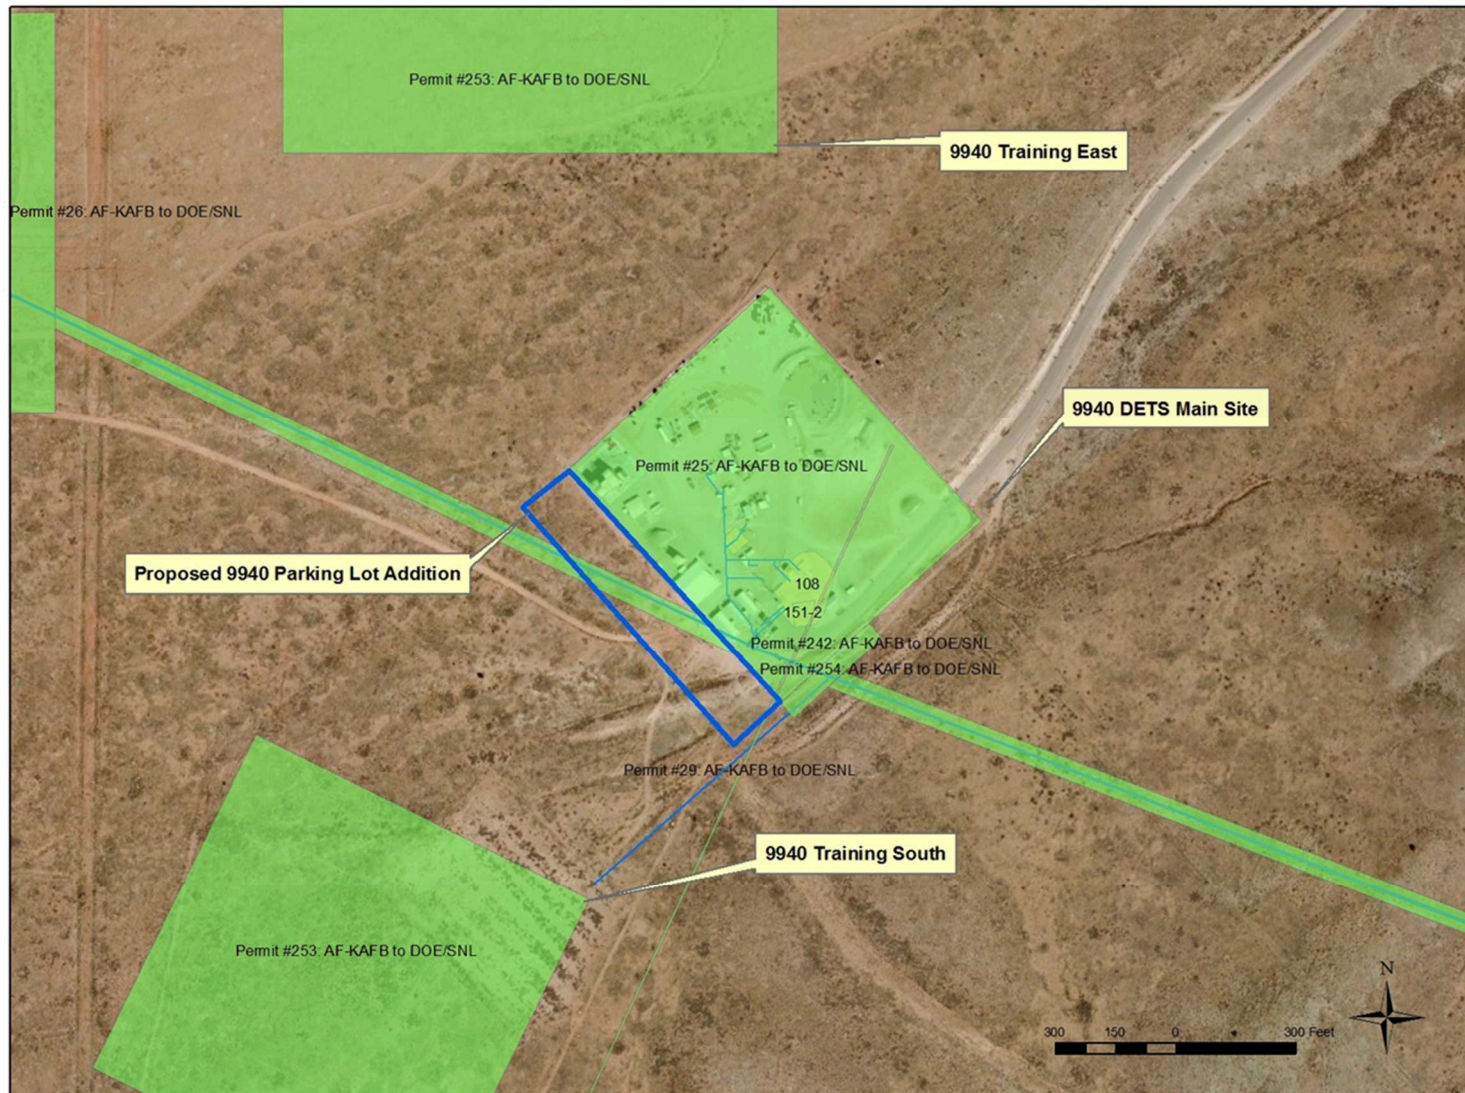 Permit #253: AF-KAFB to DOE/SNL
9940 Training East
Permit #26: AF-KAFB to DOE/SNL
9940 DETS Main Site
Permit #25: AF-KAFB to DOE/SNL
Proposed 9940 Parking Lot Addition
108
151-2
Permit #242: AF-KAFB to DOE/SNL
Permit #254: AF-KAFB to DOE/SNL
Permit #29: AF-KAFB to DOE/SNL
9940 Training South
Permit #253: AF-KAFB to DOE/SNL
N
300 150 0 300 Feet